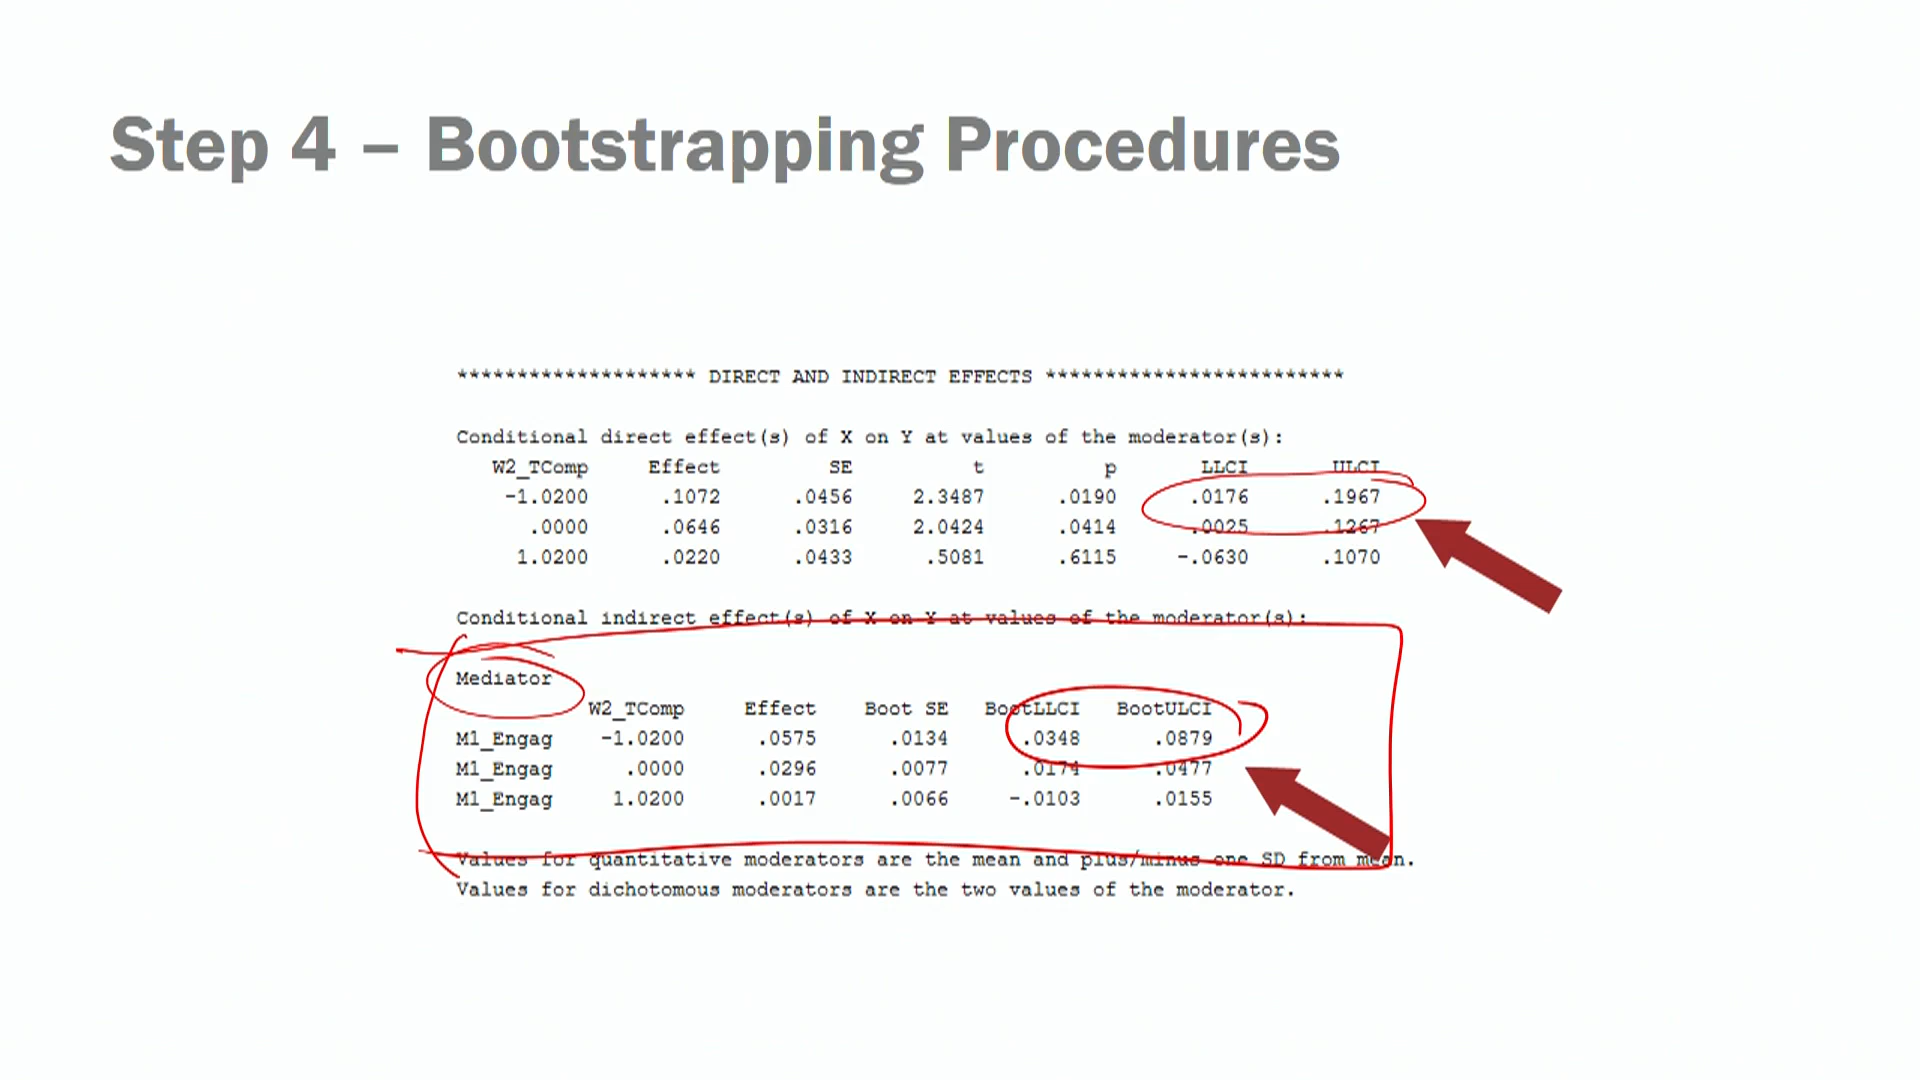 Step 4 – Bootstrapping Procedures
******************** DIRECT AND INDIRECT EFFECTS *************************
Conditional direct effect(s) of X on Y at values of the moderator(s):
W2_TComp Effect SE t p LLCI ULCI
-1.0200 .1072 .0456 2.3487 .0190 .0176 .1967
.0000 .0646 .0316 2.0424 .0414 .0025 .1267
1.0200 .0220 .0433 .5081 .6115 -.0630 .1070
Conditional indirect effect(s) of X on Y at values of the moderator(s):
Mediator
W2_TComp Effect Boot SE BootLLCI BootULCI
M1_Engag -1.0200 .0575 .0134 .0348 .0879
M1_Engag .0000 .0296 .0077 .0174 .0477
M1_Engag 1.0200 .0017 .0066 -.0103 .0155
Values for quantitative moderators are the mean and plus/minus one SD from mean.
Values for dichotomous moderators are the two values of the moderator.